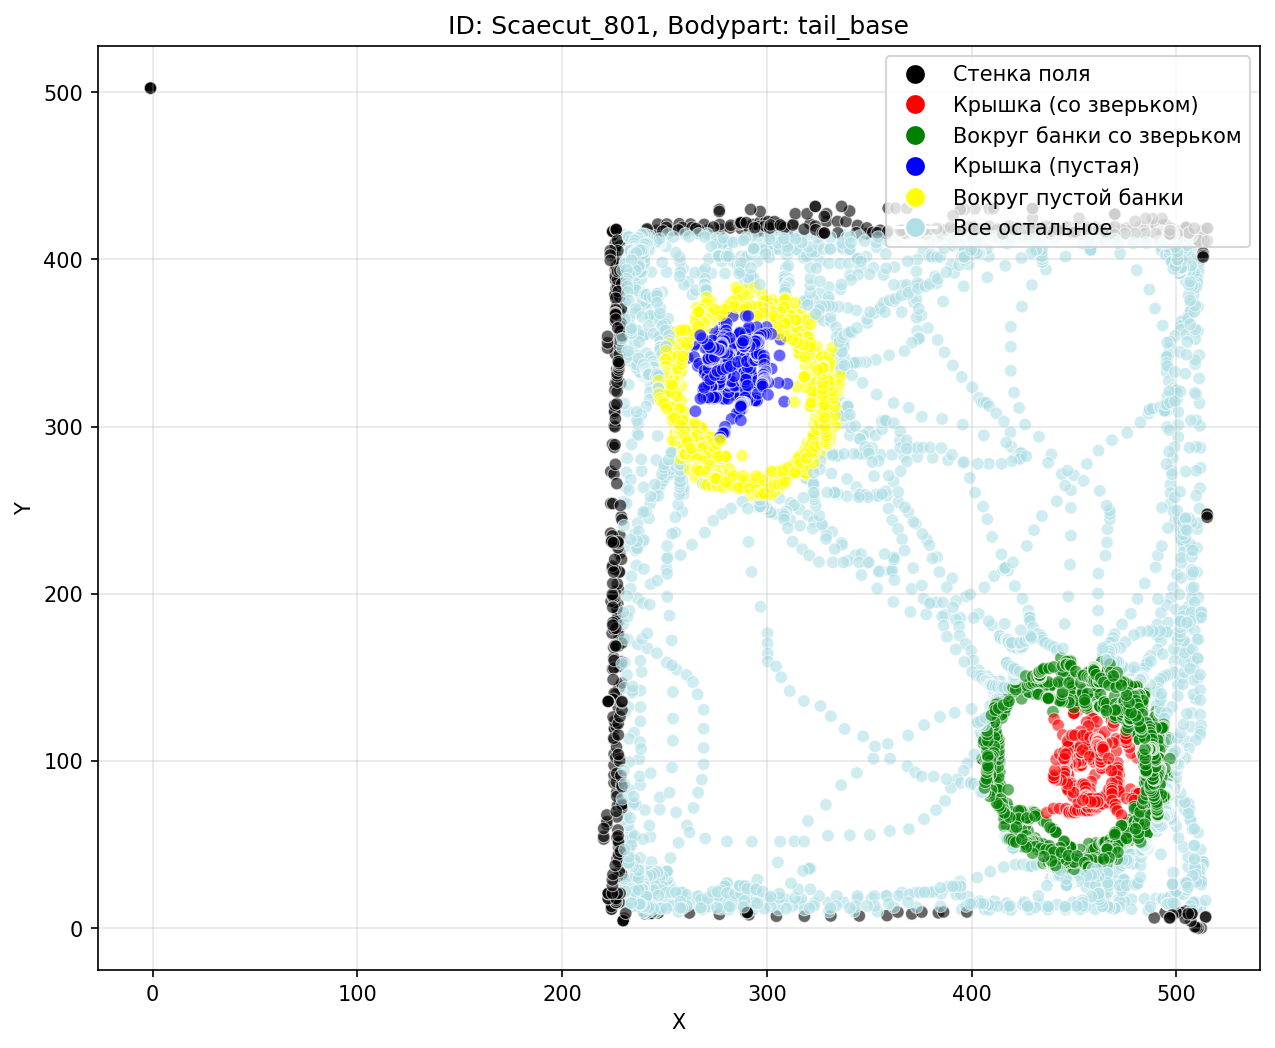 ID: Scaecut_801, Bodypart: tail_base
Стенка поля
Крышка (со зверьком)
Вокруг банки со зверьком
Крышка (пустая)
Вокруг пустой банки
Все остальное
500
400
300
200
100
0
Y
0 100 200 300 400 500
X